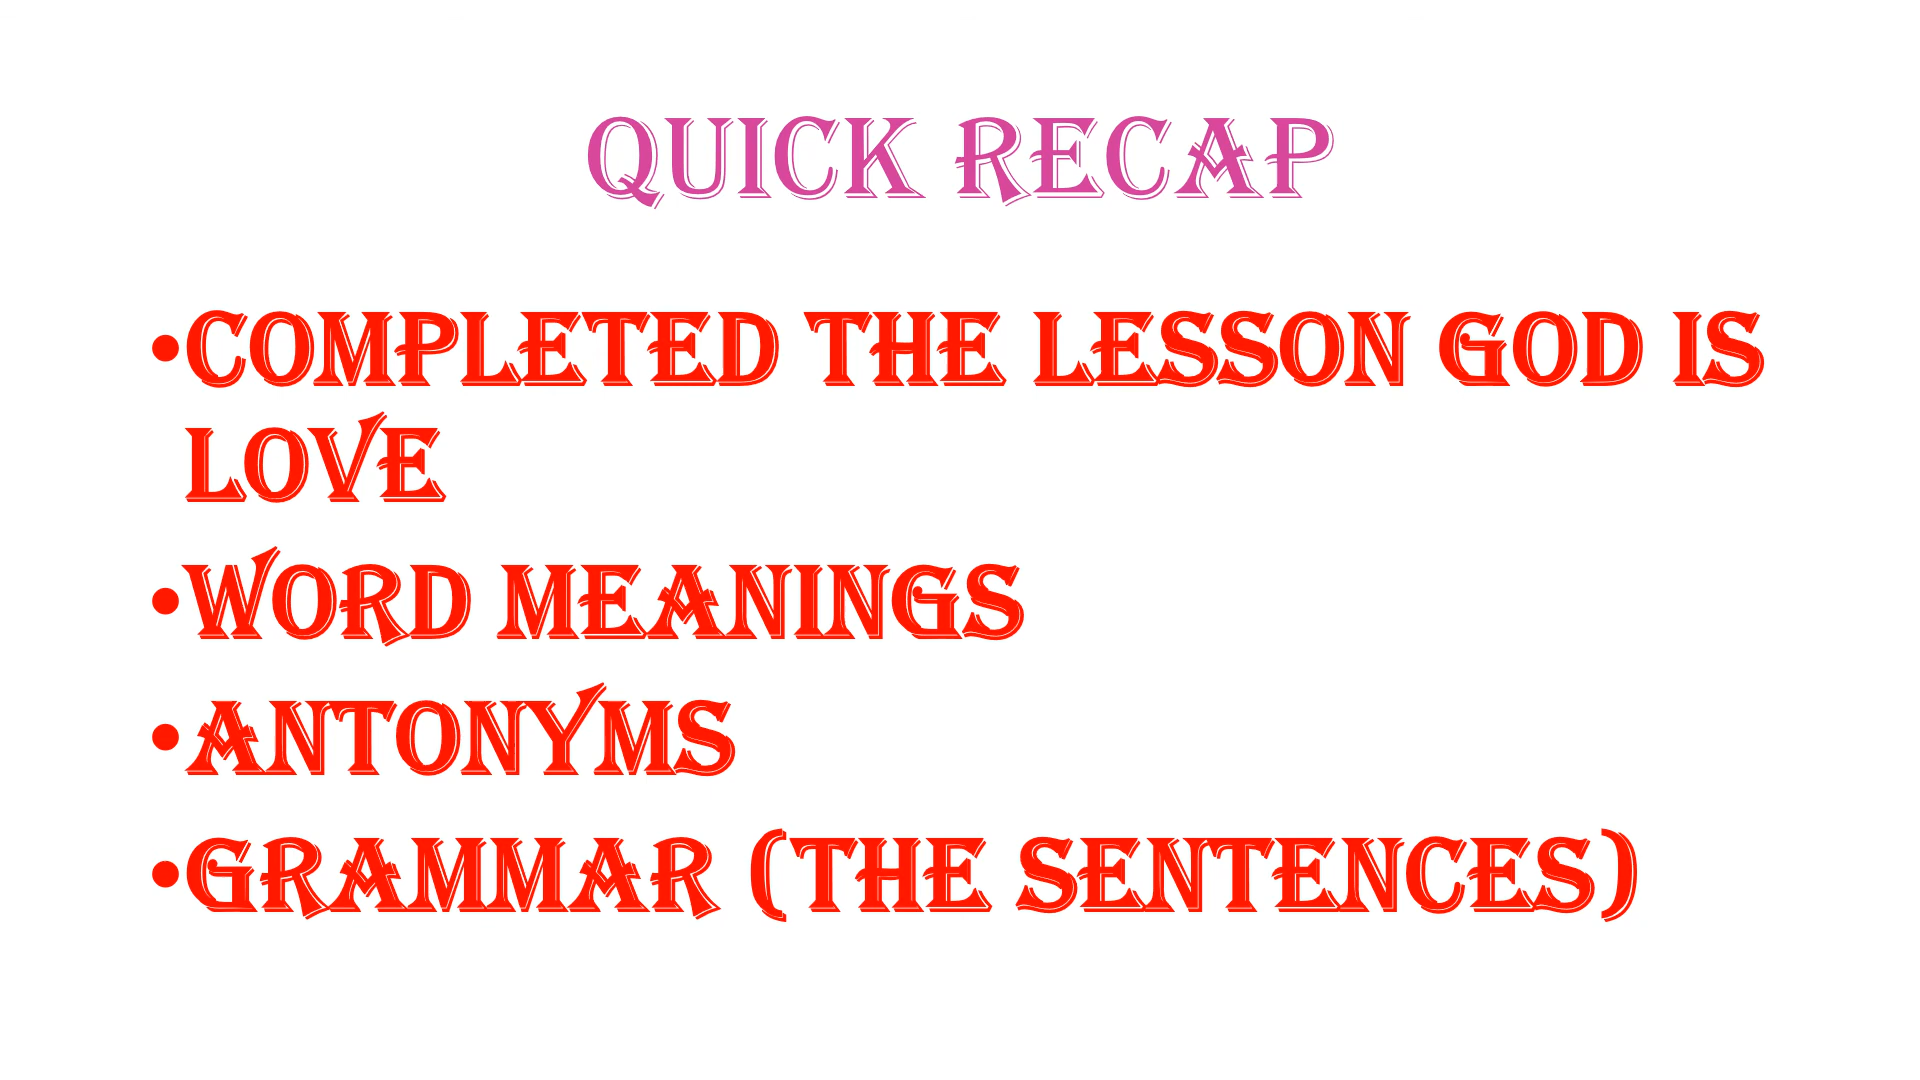 QUICK RECAP
•COMPLETED THE LESSON GOD IS
LOVE
•WORD MEANINGS
•ANTONYMS
•GRAMMAR (THE SENTENCES)